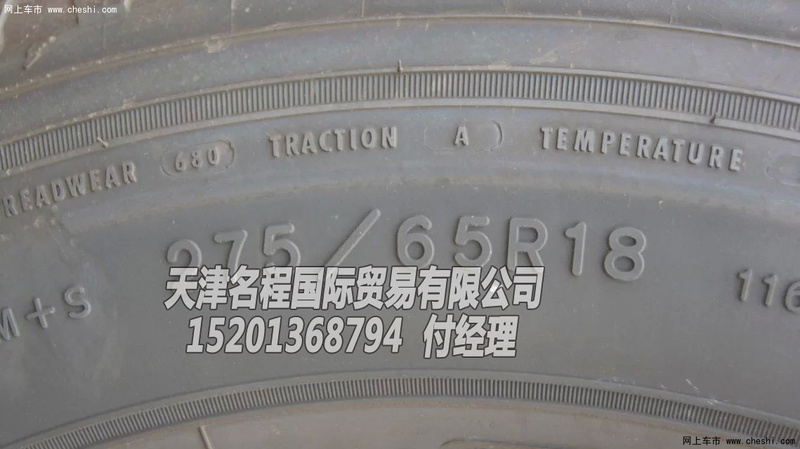 网上车市 www.cheshi.com
READWEAR 680 TRACTION A TEMPERATURE
M+S 275/65R18 116
天津名程国际贸易有限公司
15201368794 付经理
网上车市 www.cheshi.com